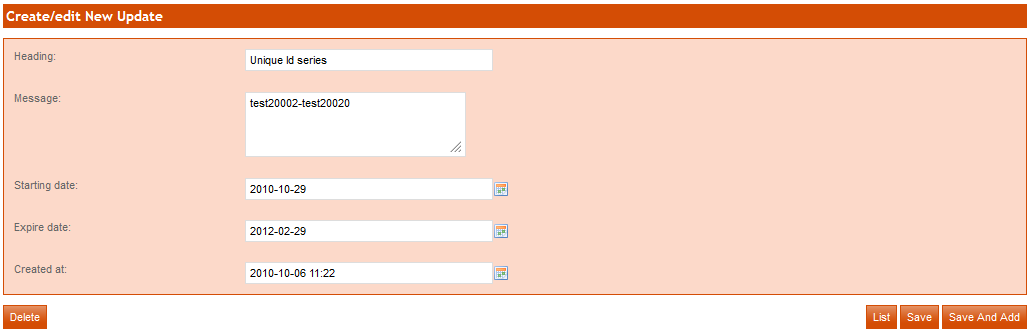 Create/edit New Update
Heading:
Unique Id series
Message:
test20002-test20020
Starting date:
2010-10-29
Expire date:
2012-02-29
Created at:
2010-10-06 11:22
Delete
List
Save
Save And Add